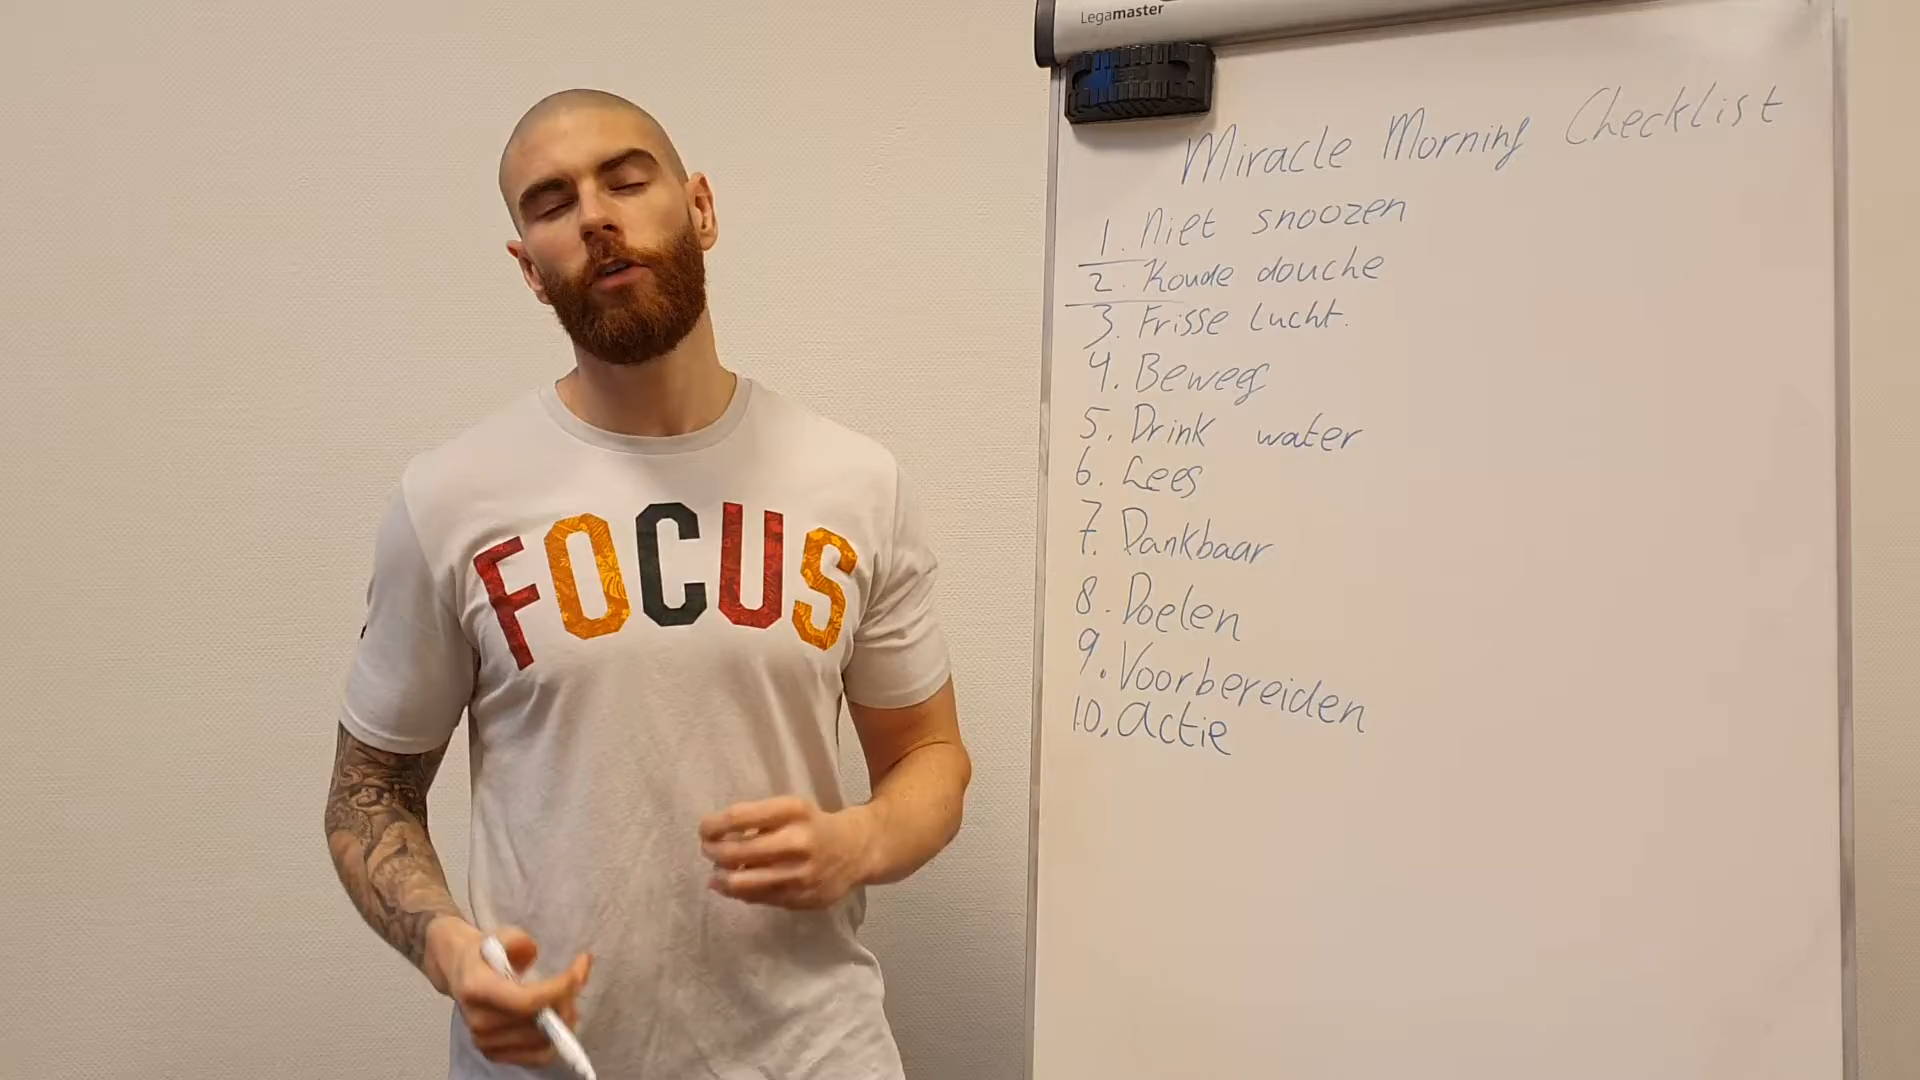 Legamaster
Miracle Morning Checklist
1. Niet snoozen
2. Koude douche
3. Frisse lucht.
4. Beweeg
5. Drink water
6. Lees
7. Dankbaar
8. Doelen
9. Voorbereiden
10. Actie
FOCUS